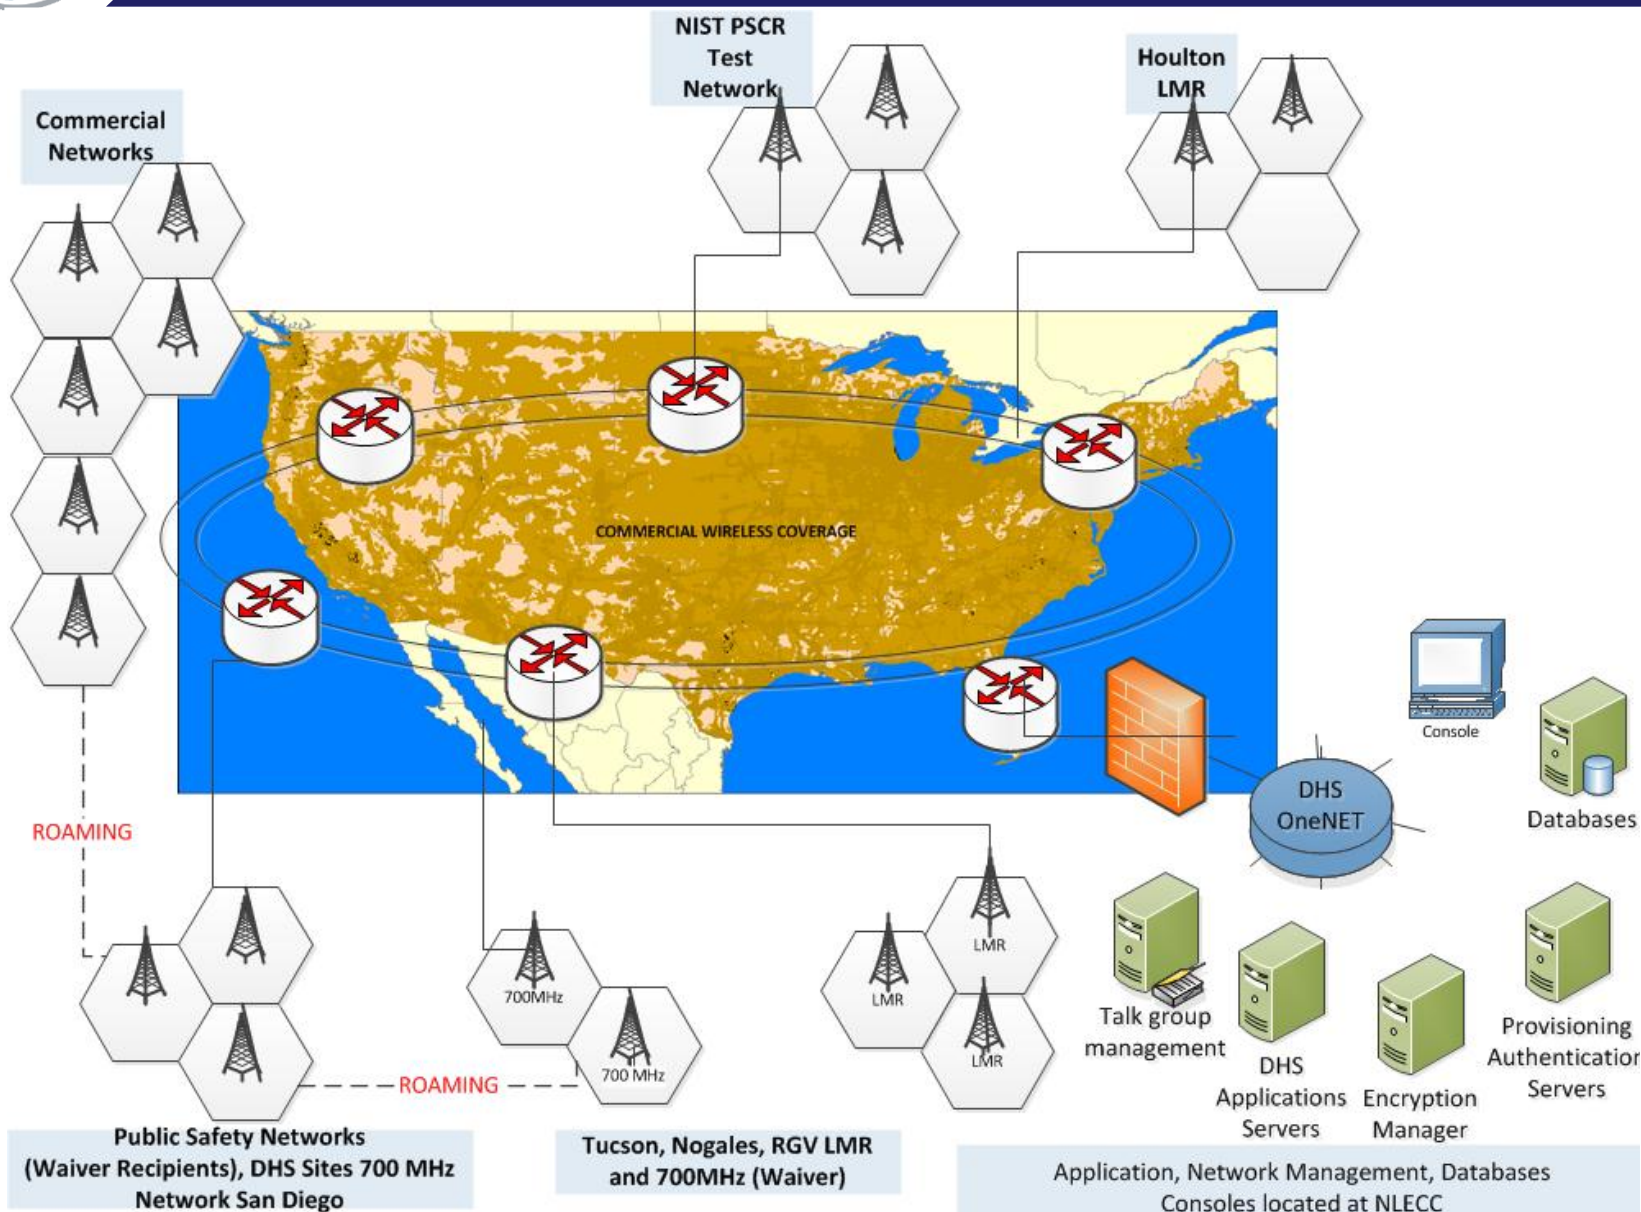 NIST PSCR
Test
Network
Houlton
LMR
Commercial
Networks
COMMERCIAL WIRELESS COVERAGE
Console
Databases
DHS
OneNET
ROAMING
700MHz
700 MHz
ROAMING
LMR
LMR
LMR
Talk group
management
DHS
Applications
Servers
Encryption
Manager
Provisioning
Authentication
Servers
Public Safety Networks
(Waiver Recipients), DHS Sites 700 MHz
Network San Diego
Tucson, Nogales, RGV LMR
and 700MHz (Waiver)
Application, Network Management, Databases
Consoles located at NLECC